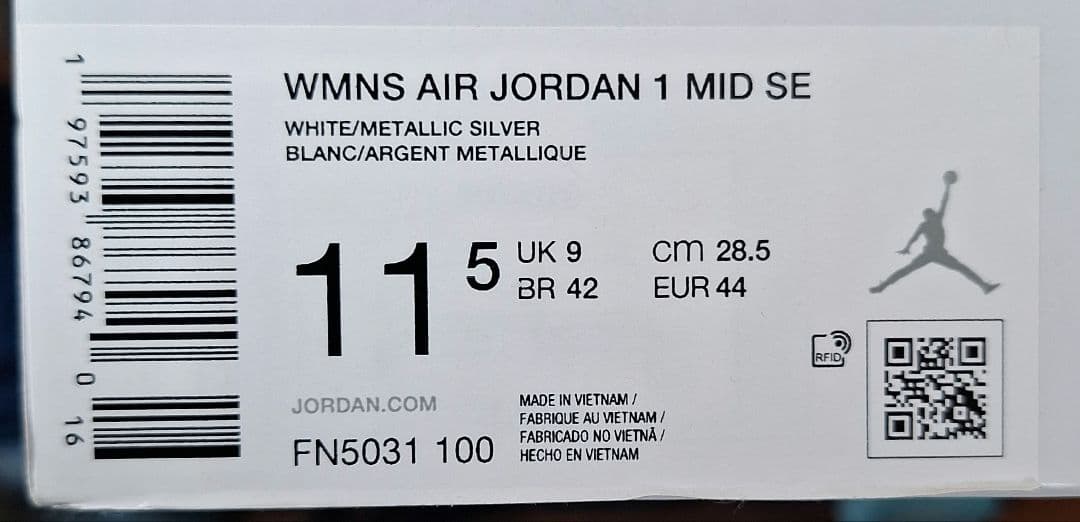 WMNS AIR JORDAN 1 MID SE
WHITE/METALLIC SILVER
BLANC/ARGENT METALLIQUE
11 5
UK 9 cm 28.5
BR 42 EUR 44
RFID
JORDAN.COM
FN5031 100
MADE IN VIETNAM /
FABRIQUE AU VIETNAM /
FABRICADO NO VIETNÃ /
HECHO EN VIETNAM
1 97593 86794 0 16